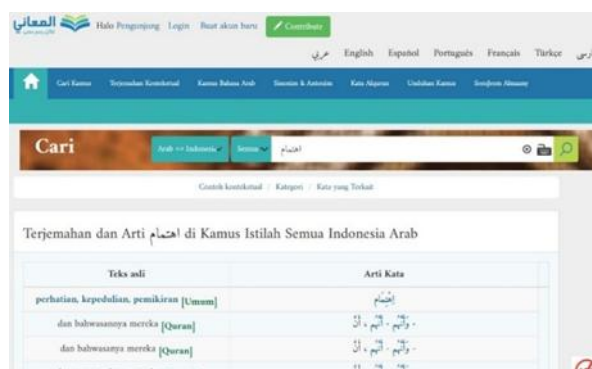 المعاني
Halo Pengunjung Login Buat akun baru Contribute
عربي English Español Português Français Türkçe
Cari Kamus Terjemahan Kontekstual Kamus Bahasa Arab Sinonim & Antonim Kata Alquran Unduhan Kamus
Cari Arab <> Indonesia Semua اهتمام
Contoh kontekstual / Kategori / Kata yang Terkait
Terjemahan dan Arti اهتمام di Kamus Istilah Semua Indonesia Arab
Teks asli Arti Kata
perhatian, kepedulian, pemikiran [Umum] اِهْتِمَام
dan bahwasanya mereka [Quran] - وَأَنَّهُم - أَنَّهُم ، أَنَّ
dan bahwasanya mereka [Quran] - وَأَنَّهُم - أَنَّهُم ، أَنَّ